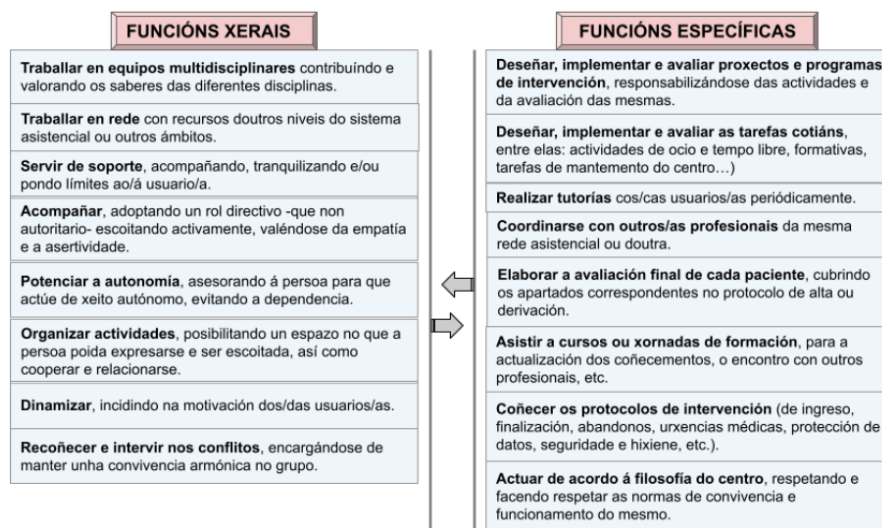 FUNCIÓNS XERAIS
Traballar en equipos multidisciplinares contribuíndo e
valorando os saberes das diferentes disciplinas.
Traballar en rede con recursos doutros niveis do sistema
asistencial ou outros ámbitos.
Servir de soporte, acompañando, tranquilizando e/ou
pondo límites ao/á usuario/a.
Acompañar, adoptando un rol directivo -que non
autoritario- escoitando activamente, valéndose da empatía
e a asertividade.
Potenciar a autonomía, asesorando á persoa para que
actúe de xeito autónomo, evitando a dependencia.
Organizar actividades, posibilitando un espazo no que a
persoa poida expresarse e ser escoitada, así como
cooperar e relacionarse.
Dinamizar, incidindo na motivación dos/das usuarios/as.
Recoñecer e intervir nos conflitos, encargándose de
manter unha convivencia armónica no grupo.
FUNCIÓNS ESPECÍFICAS
Deseñar, implementar e avaliar proxectos e programas
de intervención, responsabilizándose das actividades e
da avaliación das mesmas.
Deseñar, implementar e avaliar as tarefas cotiáns,
entre elas: actividades de ocio e tempo libre, formativas,
tarefas de mantemento do centro…)
Realizar tutorías cos/cas usuarios/as periódicamente.
Coordinarse con outros/as profesionais da mesma
rede asistencial ou doutra.
Elaborar a avaliación final de cada paciente, cubrindo
os apartados correspondentes no protocolo de alta ou
derivación.
Asistir a cursos ou xornadas de formación, para a
actualización dos coñecementos, o encontro con outros
profesionais, etc.
Coñecer os protocolos de intervención (de ingreso,
finalización, abandonos, urxencias médicas, protección de
datos, seguridade e hixiene, etc.).
Actuar de acordo á filosofía do centro, respetando e
facendo respetar as normas de convivencia e
funcionamento do mesmo.